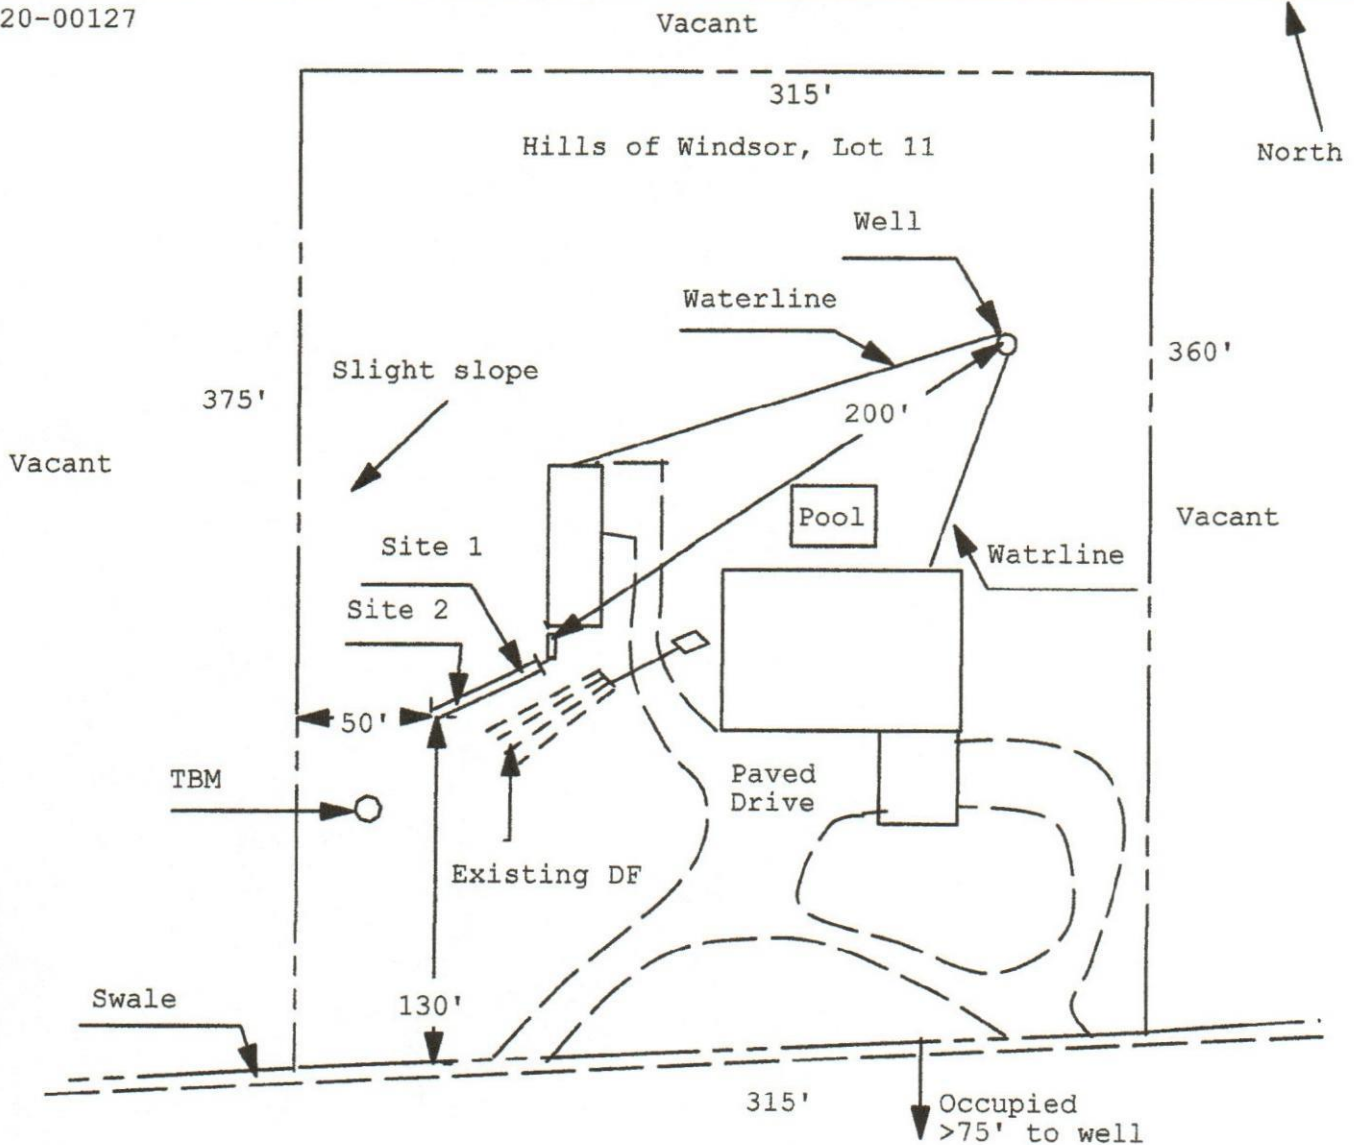 20-00127
Vacant
315'
Hills of Windsor, Lot 11
North
Well
Waterline
360'
Slight slope
375'
200'
Vacant
Pool
Vacant
Site 1
Watrline
Site 2
50'
TBM
Paved
Drive
Existing DF
Swale
130'
315'
Occupied
>75' to well